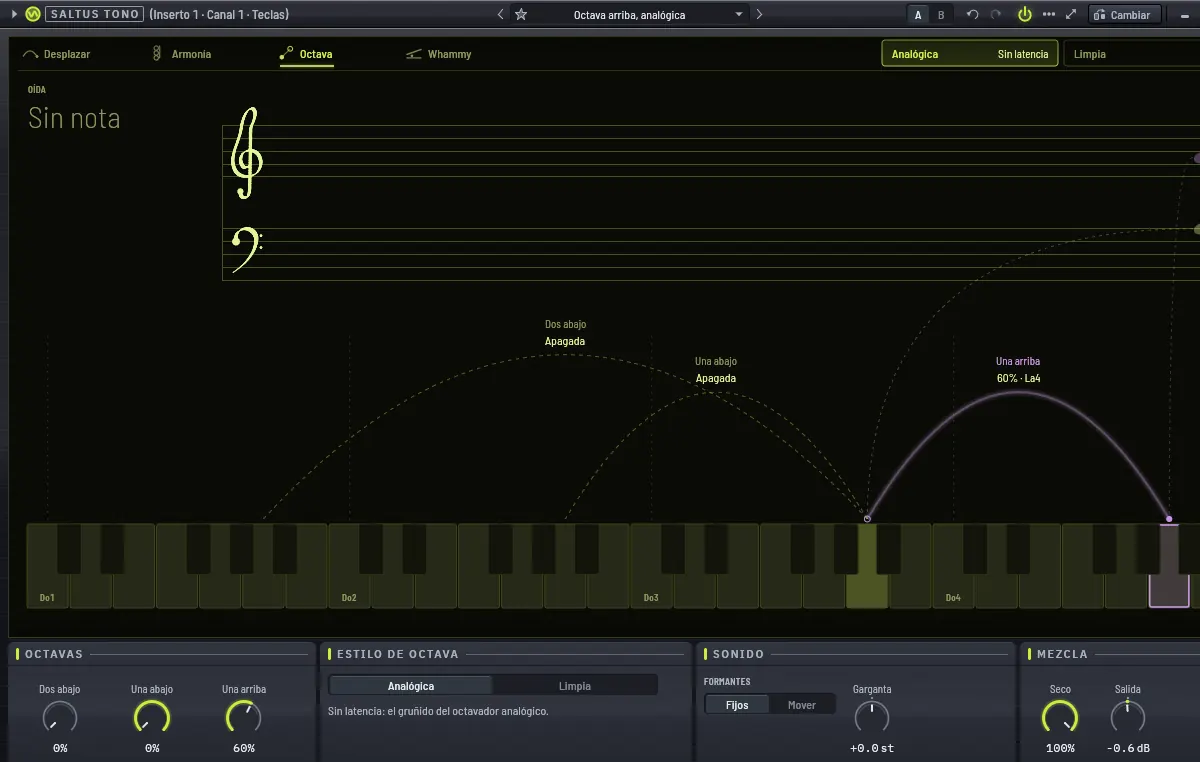 SALTUS TONO (Inserto 1 · Canal 1 · Teclas) Octava arriba, analógica A B Cambiar
Desplazar Armonía Octava Whammy Analógica Sin latencia Limpia
OÍDA
Sin nota
Dos abajo
Apagada
Una abajo
Apagada
Una arriba
60% · La4
Do1 Do2 Do3 Do4
OCTAVAS
Dos abajo Una abajo Una arriba
0% 0% 60%
ESTILO DE OCTAVA
Analógica Limpia
Sin latencia: el gruñido del octavador analógico.
SONIDO
FORMANTES
Fijos Mover
Garganta
+0.0 st
MEZCLA
Seco Salida
100% -0.6 dB